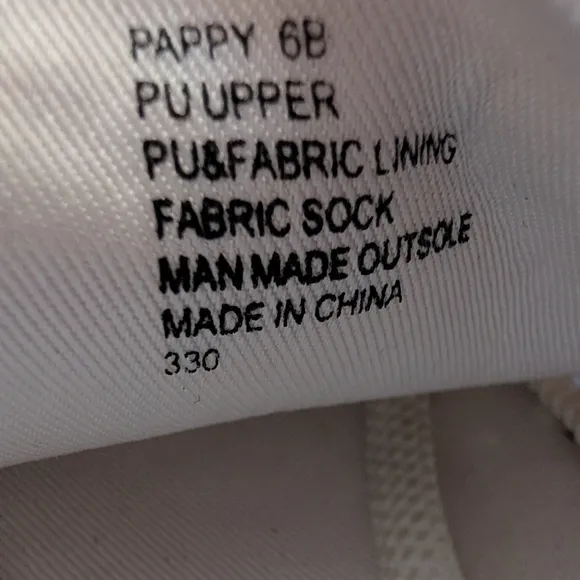 PAPPY 6B
PU UPPER
PU&FABRIC LINING
FABRIC SOCK
MAN MADE OUTSOLE
MADE IN CHINA
330